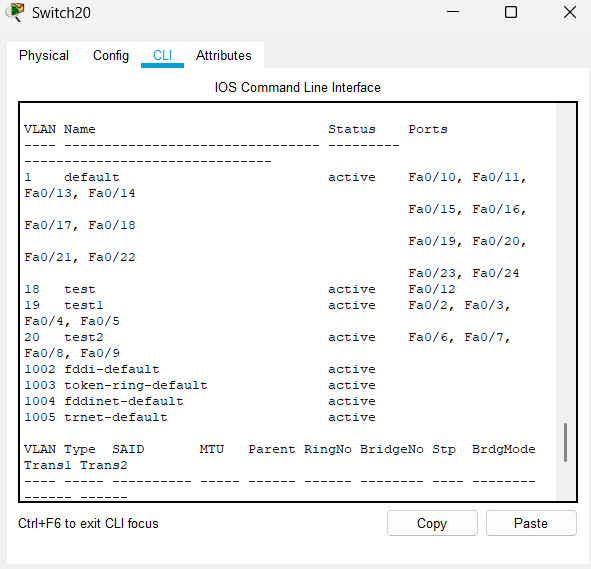 Switch20
Physical Config CLI Attributes
IOS Command Line Interface
VLAN Name                             Status    Ports
---- -------------------------------- ---------
-------------------------------
1    default                          active    Fa0/10, Fa0/11,
Fa0/13, Fa0/14
                                                Fa0/15, Fa0/16,
Fa0/17, Fa0/18
                                                Fa0/19, Fa0/20,
Fa0/21, Fa0/22
                                                Fa0/23, Fa0/24
18   test                             active    Fa0/12
19   test1                            active    Fa0/2, Fa0/3,
Fa0/4, Fa0/5
20   test2                            active    Fa0/6, Fa0/7,
Fa0/8, Fa0/9
1002 fddi-default                     active
1003 token-ring-default               active
1004 fddinet-default                  active
1005 trnet-default                    active
VLAN Type  SAID       MTU   Parent RingNo BridgeNo Stp  BrdgMode
Trans1 Trans2
---- ----- ---------- ----- ------ ------ -------- ---- --------
------ ------
Ctrl+F6 to exit CLI focus Copy Paste